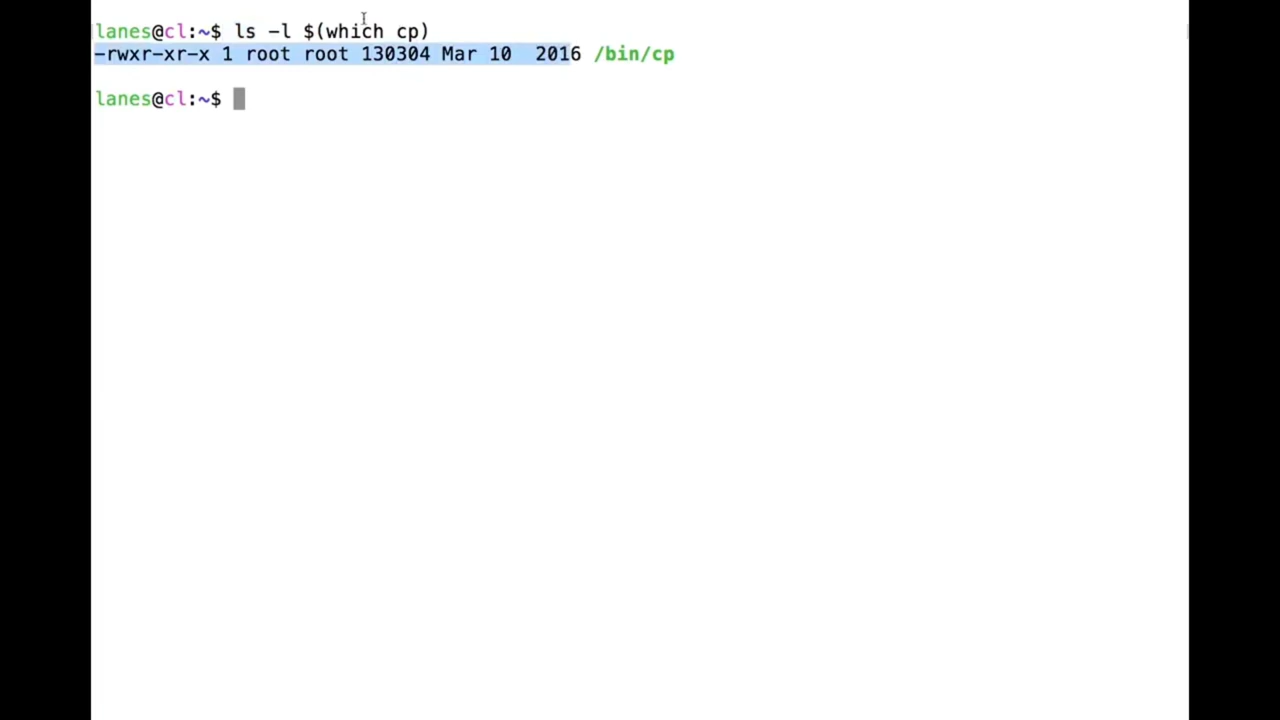 lanes@cl:~$ ls -l $(which cp)
-rwxr-xr-x 1 root root 130304 Mar 10  2016 /bin/cp
lanes@cl:~$